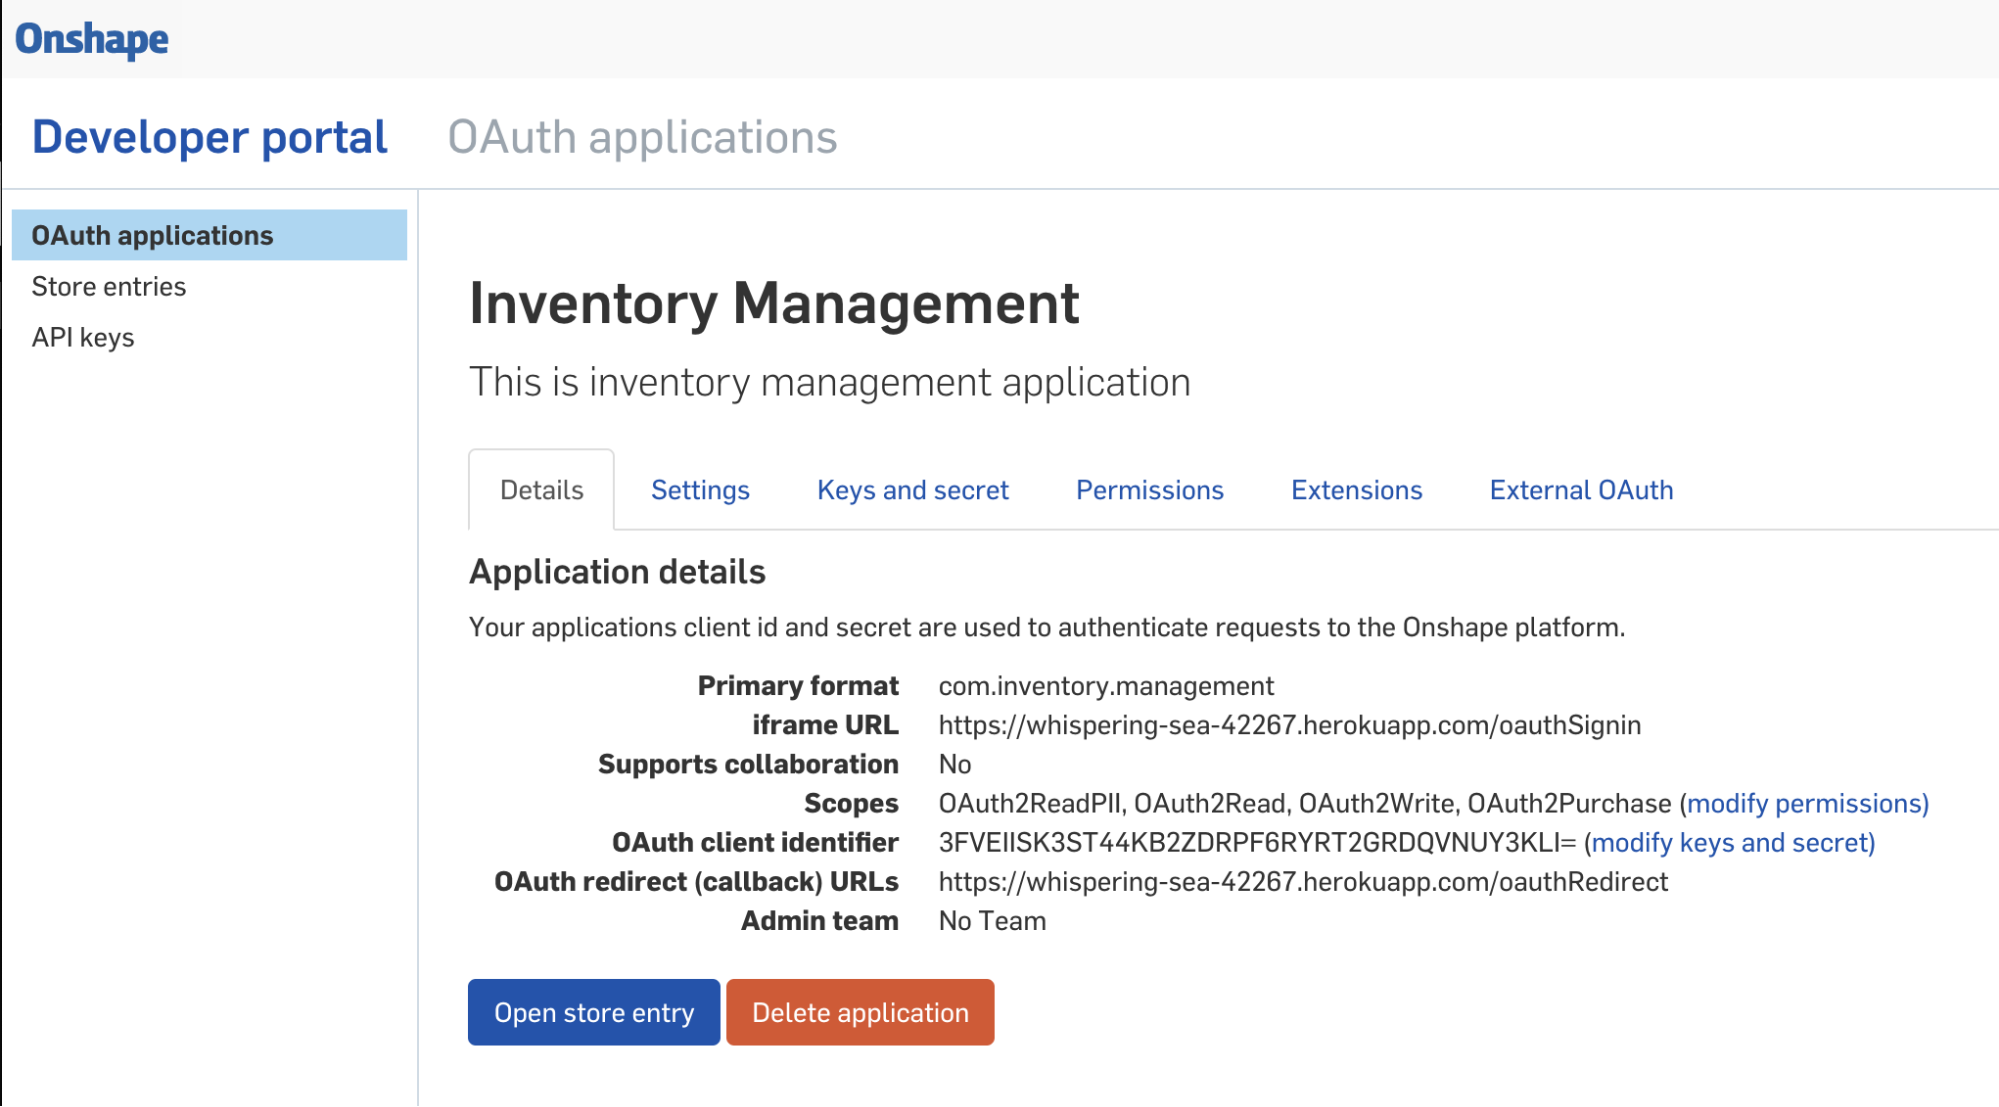 Onshape
Developer portal OAuth applications
OAuth applications
Store entries
API keys
Inventory Management
This is inventory management application
Details Settings Keys and secret Permissions Extensions External OAuth
Application details
Your applications client id and secret are used to authenticate requests to the Onshape platform.
Primary format com.inventory.management
iframe URL https://whispering-sea-42267.herokuapp.com/oauthSignin
Supports collaboration No
Scopes OAuth2ReadPII, OAuth2Read, OAuth2Write, OAuth2Purchase (modify permissions)
OAuth client identifier 3FVEIISK3ST44KB2ZDRPF6RYRT2GRDQVNUY3KLI= (modify keys and secret)
OAuth redirect (callback) URLs https://whispering-sea-42267.herokuapp.com/oauthRedirect
Admin team No Team
Open store entry Delete application